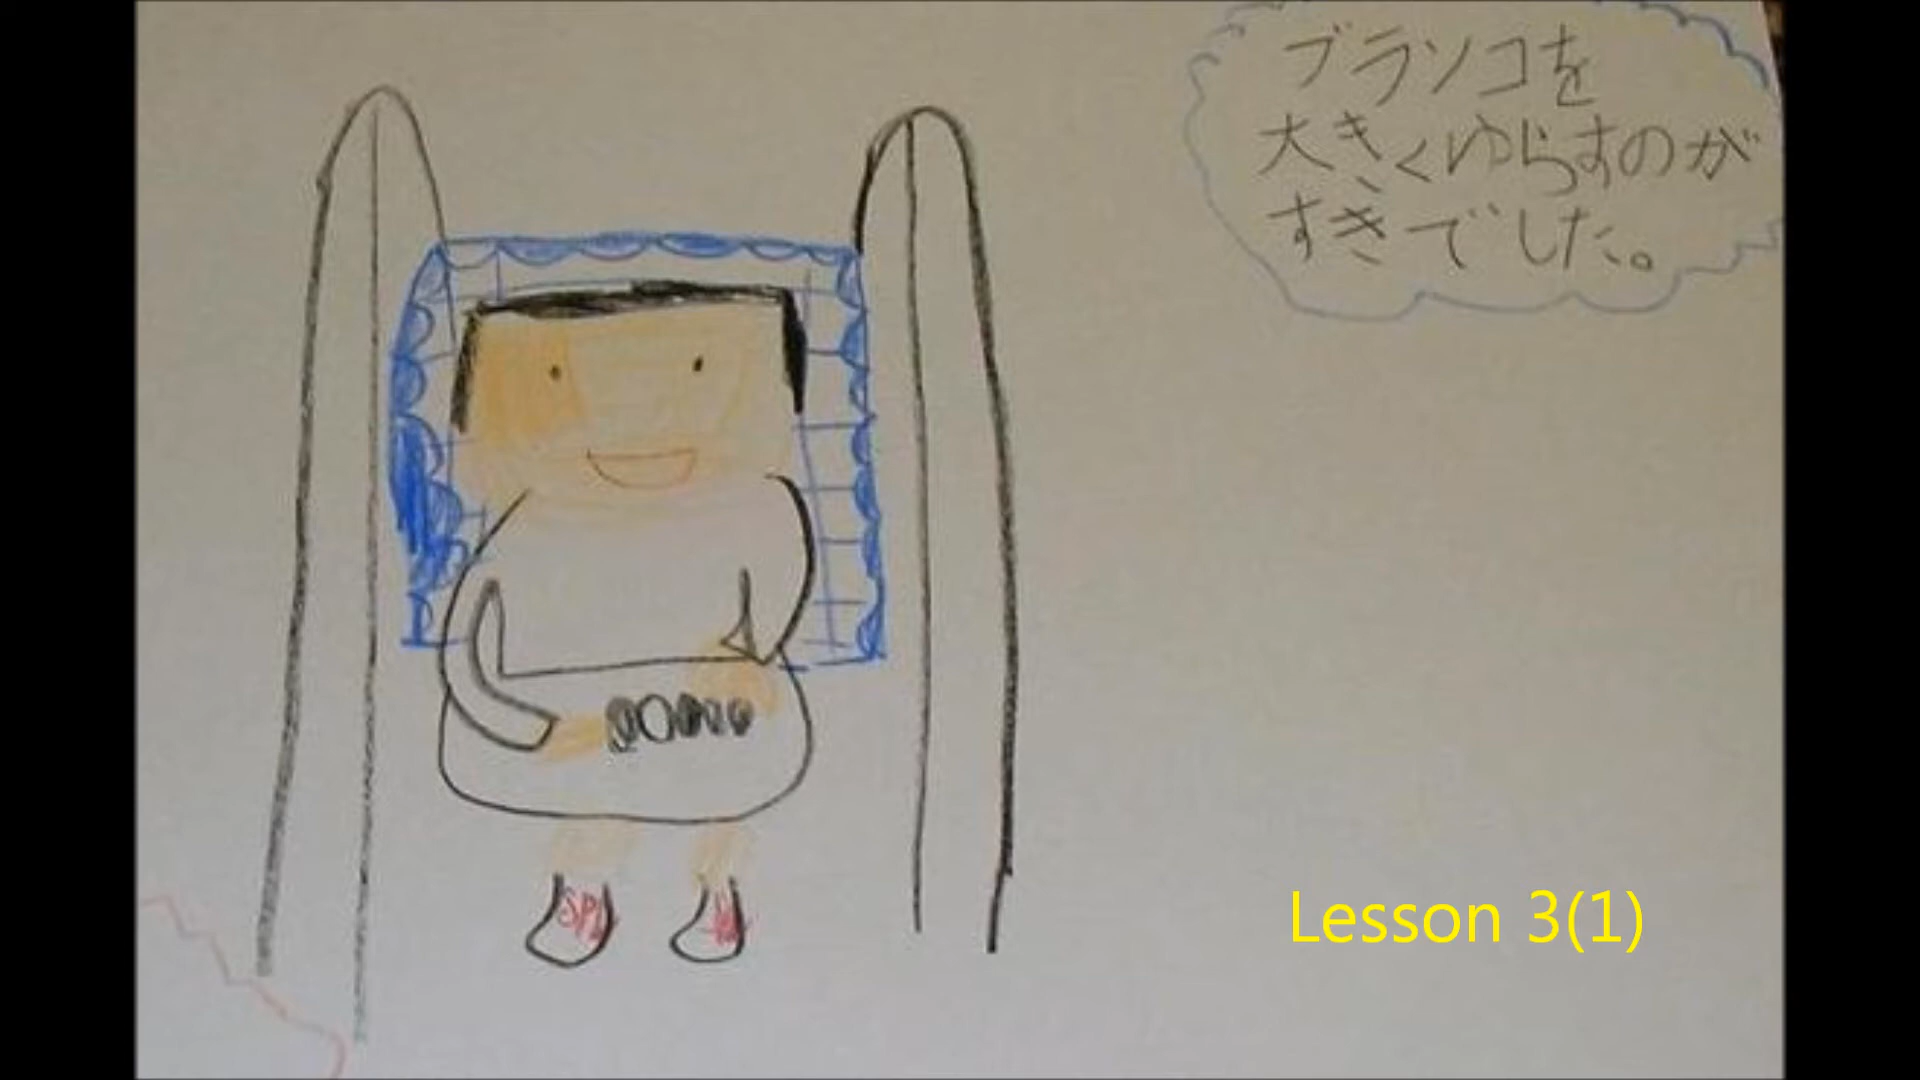 ブランコを
大きくゆらすのが
すきでした。
Lesson 3(1)